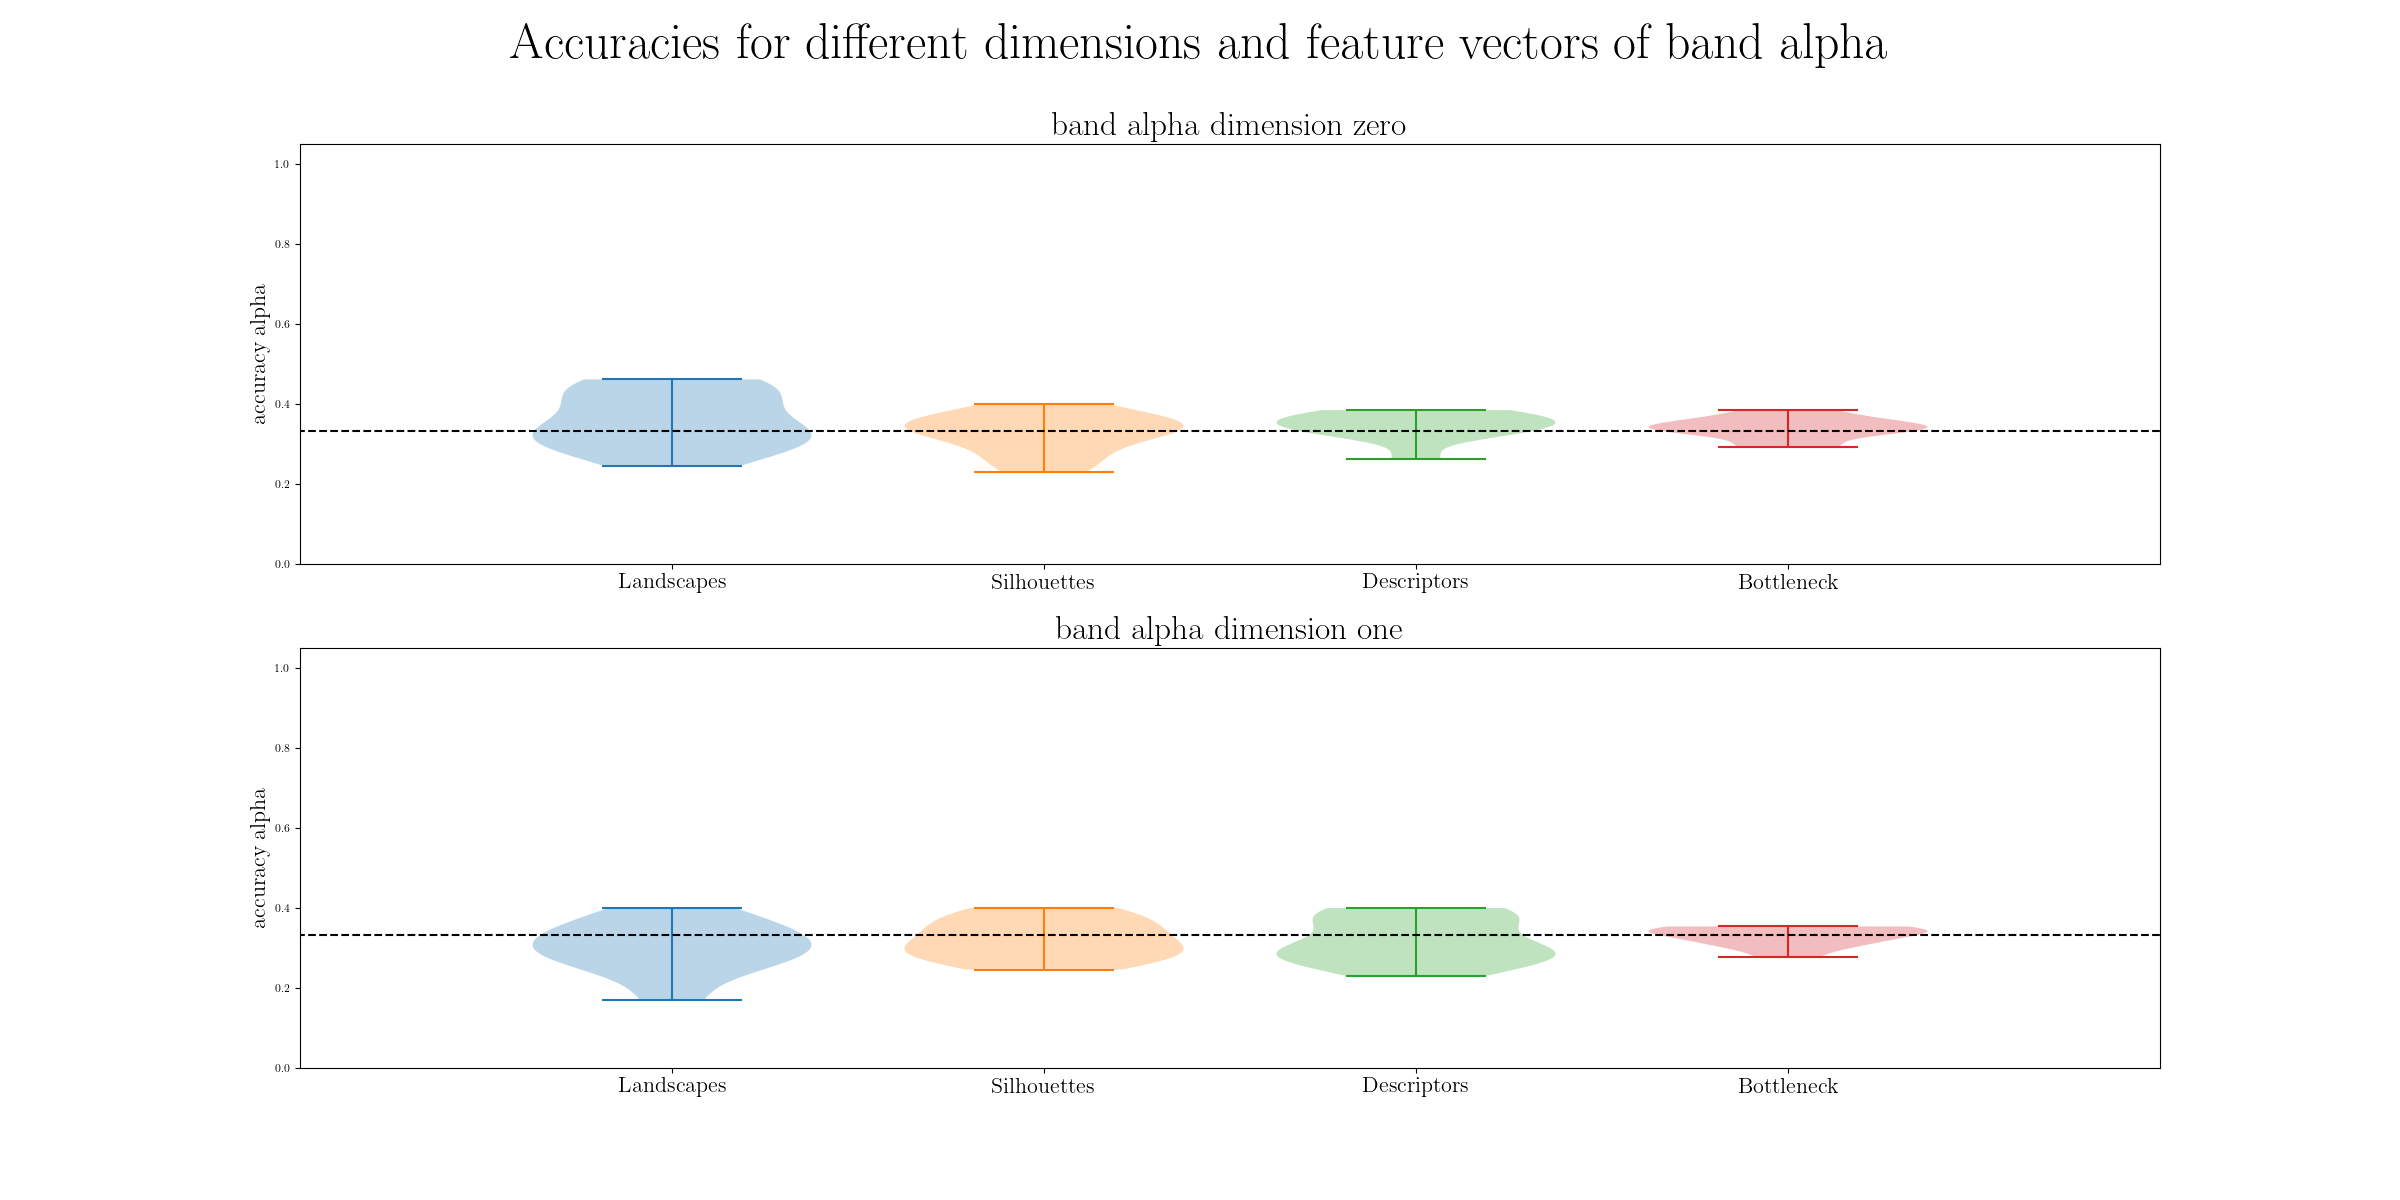 Accuracies for different dimensions and feature vectors of band alpha
band alpha dimension zero
1.0
0.8
0.6
0.4
0.2
0.0
accuracy alpha
Landscapes Silhouettes Descriptors Bottleneck
band alpha dimension one
1.0
0.8
0.6
0.4
0.2
0.0
accuracy alpha
Landscapes Silhouettes Descriptors Bottleneck